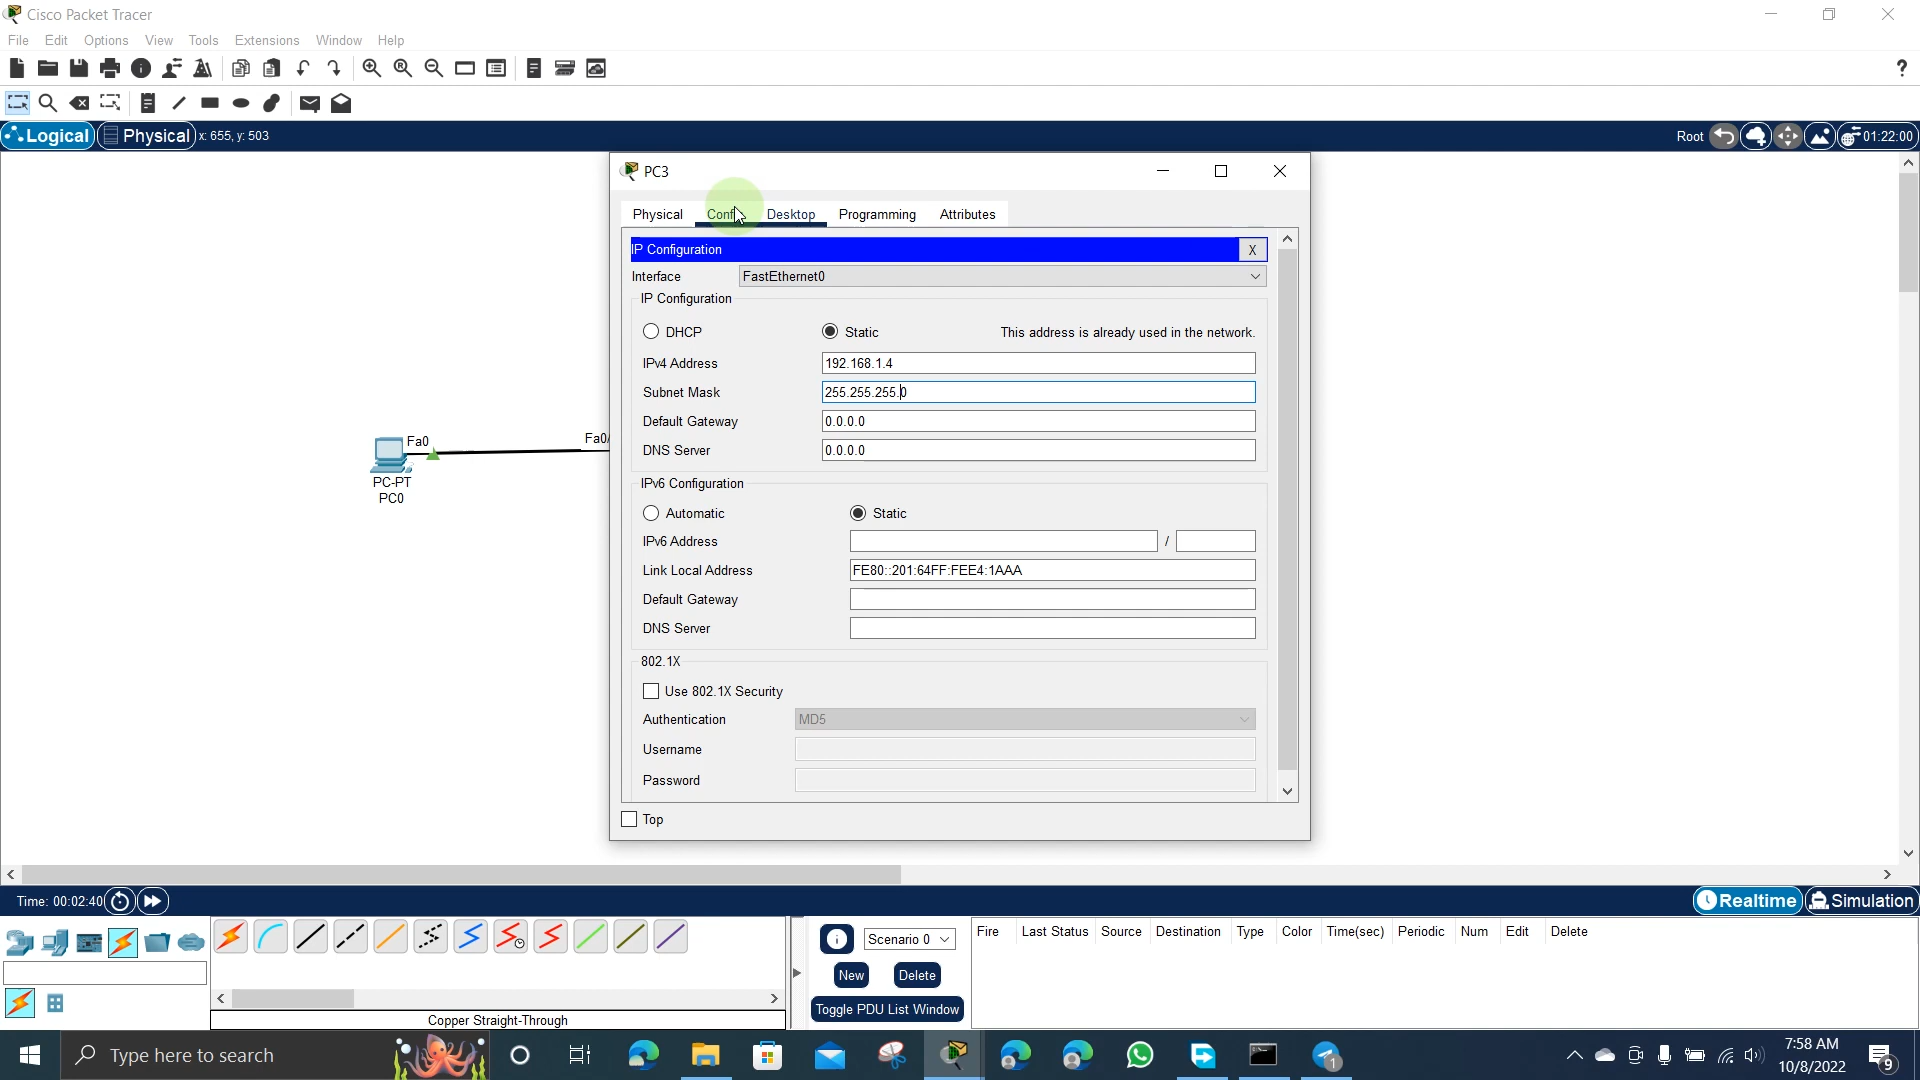 Cisco Packet Tracer
File Edit Options View Tools Extensions Window Help
?
Logical Physical x: 655, y: 503 Root 01:22:00
PC3
Physical Conf Desktop Programming Attributes
IP Configuration X
Interface FastEthernet0
IP Configuration
DHCP Static This address is already used in the network.
IPv4 Address 192.168.1.4
Subnet Mask 255.255.255.0
Default Gateway 0.0.0.0
DNS Server 0.0.0.0
IPv6 Configuration
Automatic Static
IPv6 Address /
Link Local Address FE80::201:64FF:FEE4:1AAA
Default Gateway
DNS Server
802.1X
Use 802.1X Security
Authentication MD5
Username
Password
Top
Fa0 Fa0/
PC-PT
PC0
Time: 00:02:40 Realtime Simulation
Scenario 0
New Delete
Toggle PDU List Window
Fire Last Status Source Destination Type Color Time(sec) Periodic Num Edit Delete
Copper Straight-Through
Type here to search
1
7:58 AM
10/8/2022
9